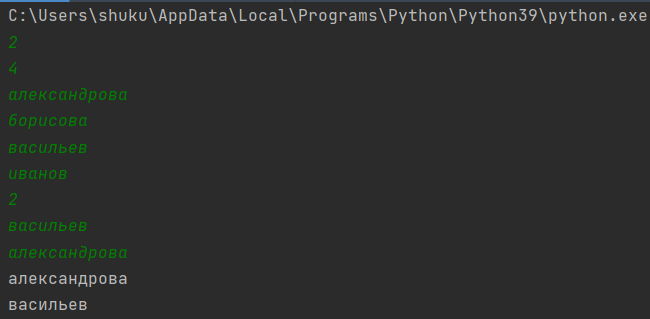 C:\Users\shuku\AppData\Local\Programs\Python\Python39\python.exe
2
4
александрова
борисова
васильев
иванов
2
васильев
александрова
александрова
васильев